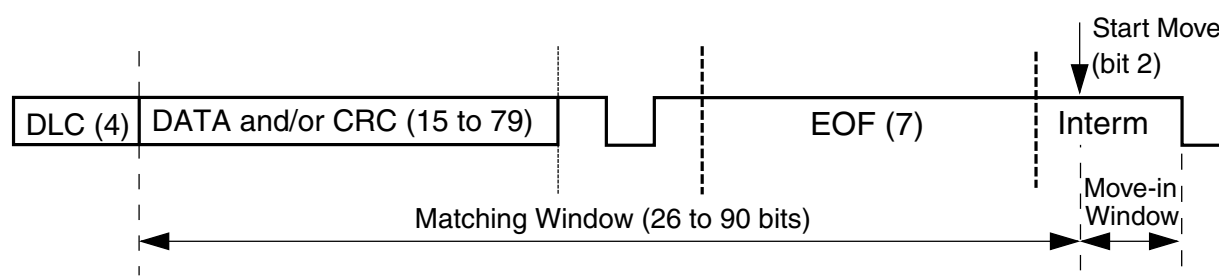 Start Move
(bit 2)
DLC (4)
DATA and/or CRC (15 to 79)
EOF (7)
Interm
Matching Window (26 to 90 bits)
Move-in
Window